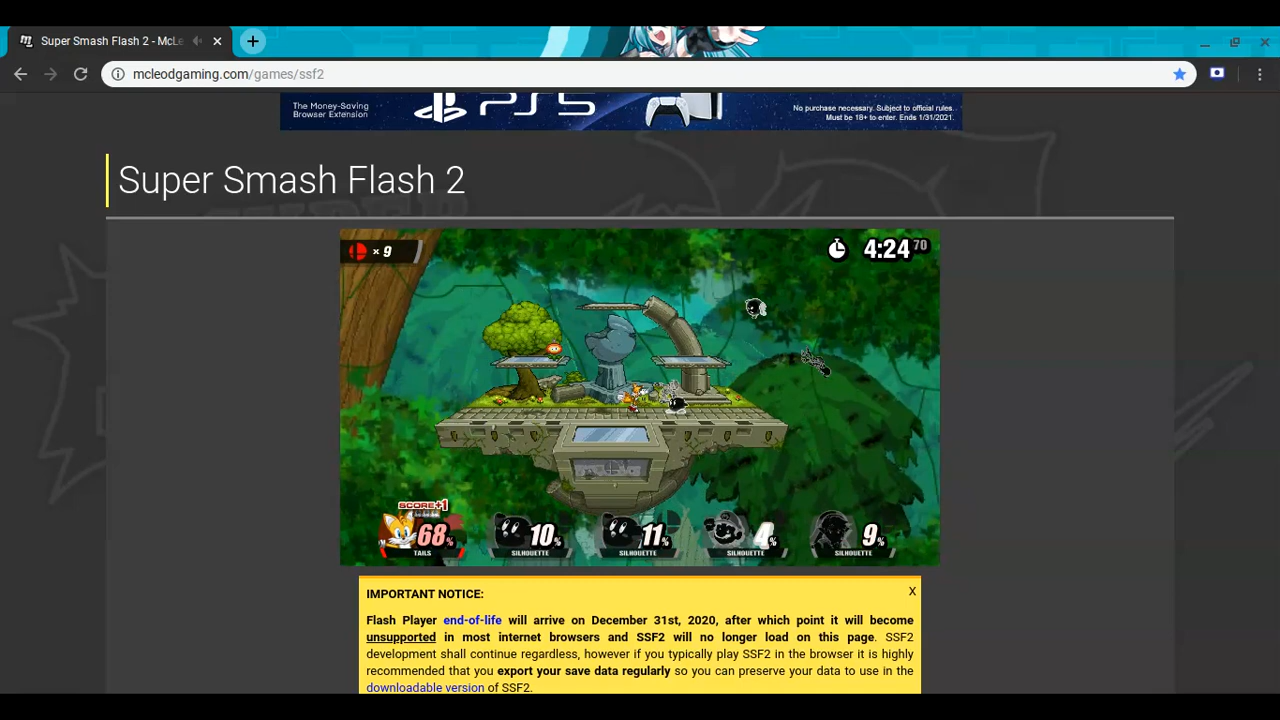 Super Smash Flash 2 - McLe
mcleodgaming.com/games/ssf2
The Money-Saving
Browser Extension
PS5
No purchase necessary. Subject to official rules.
Must be 18+ to enter. Ends 1/31/2021.
Super Smash Flash 2
× 9
4:24 70
SCORE+1
68% 10% 11% 4% 9%
TAILS SILHOUETTE SILHOUETTE SILHOUETTE SILHOUETTE
IMPORTANT NOTICE: X
Flash Player end-of-life will arrive on December 31st, 2020, after which point it will become
unsupported in most internet browsers and SSF2 will no longer load on this page. SSF2
development shall continue regardless, however if you typically play SSF2 in the browser it is highly
recommended that you export your save data regularly so you can preserve your data to use in the
downloadable version of SSF2.